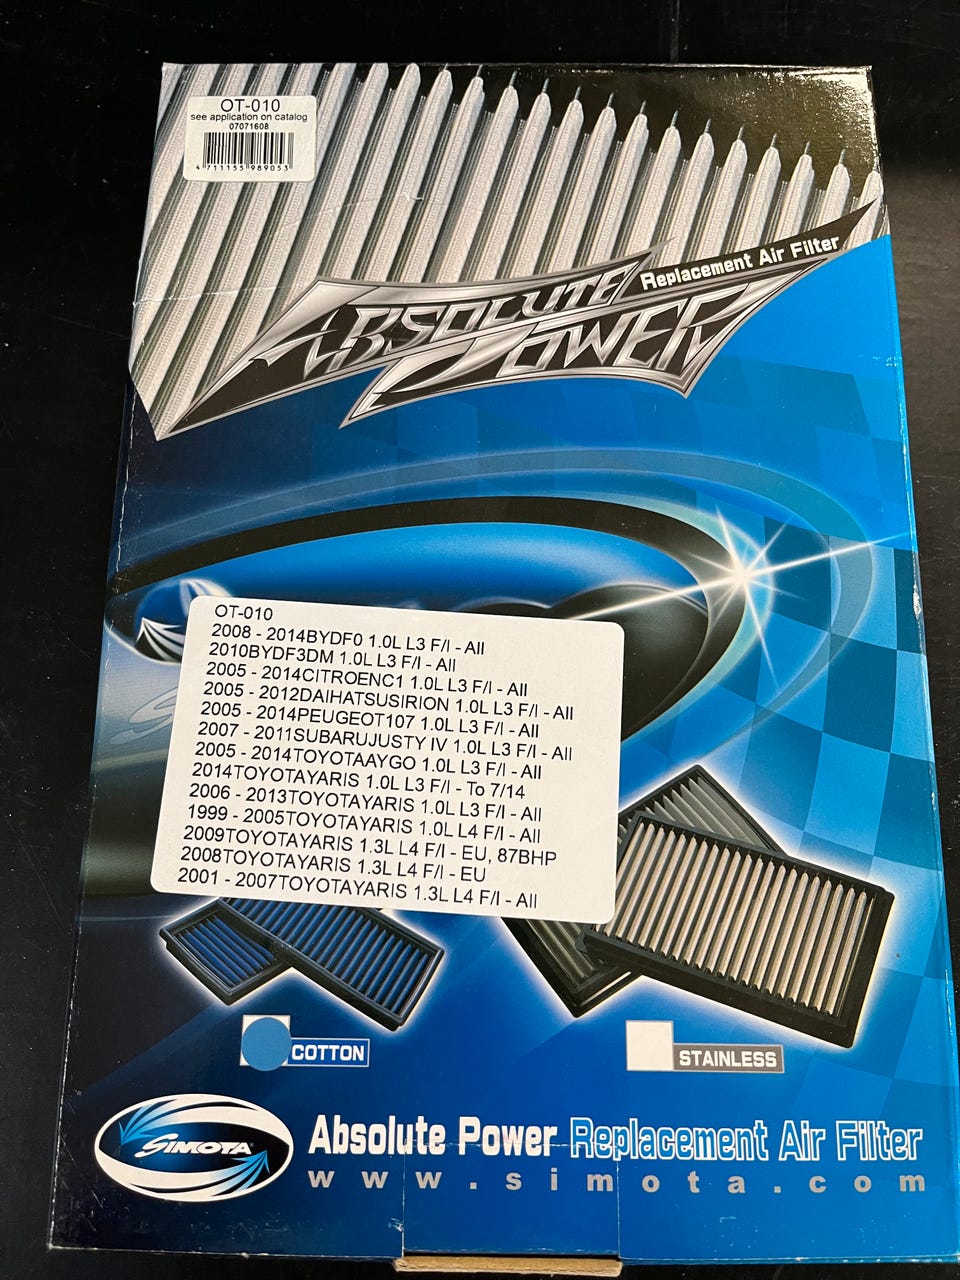 OT-010
see application on catalog
07071608
4 711155 989053
Replacement Air Filter
ABSOLUTE
POWER
OT-010
2008 - 2014BYDF0 1.0L L3 F/I - All
2010BYDF3DM 1.0L L3 F/I - All
2005 - 2014CITROENC1 1.0L L3 F/I - All
2005 - 2012DAIHATSUSIRION 1.0L L3 F/I - All
2005 - 2014PEUGEOT107 1.0L L3 F/I - All
2007 - 2011SUBARUJUSTY IV 1.0L L3 F/I - All
2005 - 2014TOYOTAAYGO 1.0L L3 F/I - All
2014TOYOTAYARIS 1.0L L3 F/I - To 7/14
2006 - 2013TOYOTAYARIS 1.0L L3 F/I - All
1999 - 2005TOYOTAYARIS 1.0L L4 F/I - All
2009TOYOTAYARIS 1.3L L4 F/I - EU, 87BHP
2008TOYOTAYARIS 1.3L L4 F/I - EU
2001 - 2007TOYOTAYARIS 1.3L L4 F/I - All
COTTON
STAINLESS
SIMOTA
Absolute Power Replacement Air Filter
www.simota.com